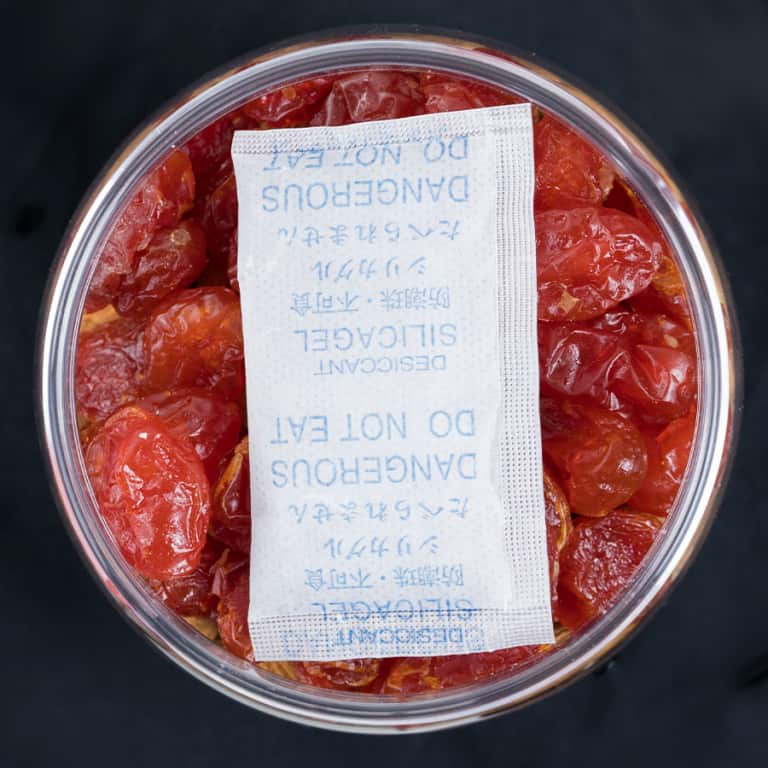 DESICCANT
SILICAGEL
防潮珠・不可食
シリカゲル
たべられません
DANGEROUS
DO NOT EAT
DESICCANT
SILICAGEL
防潮珠・不可食
シリカゲル
たべられません
DANGEROUS
DO NOT EAT